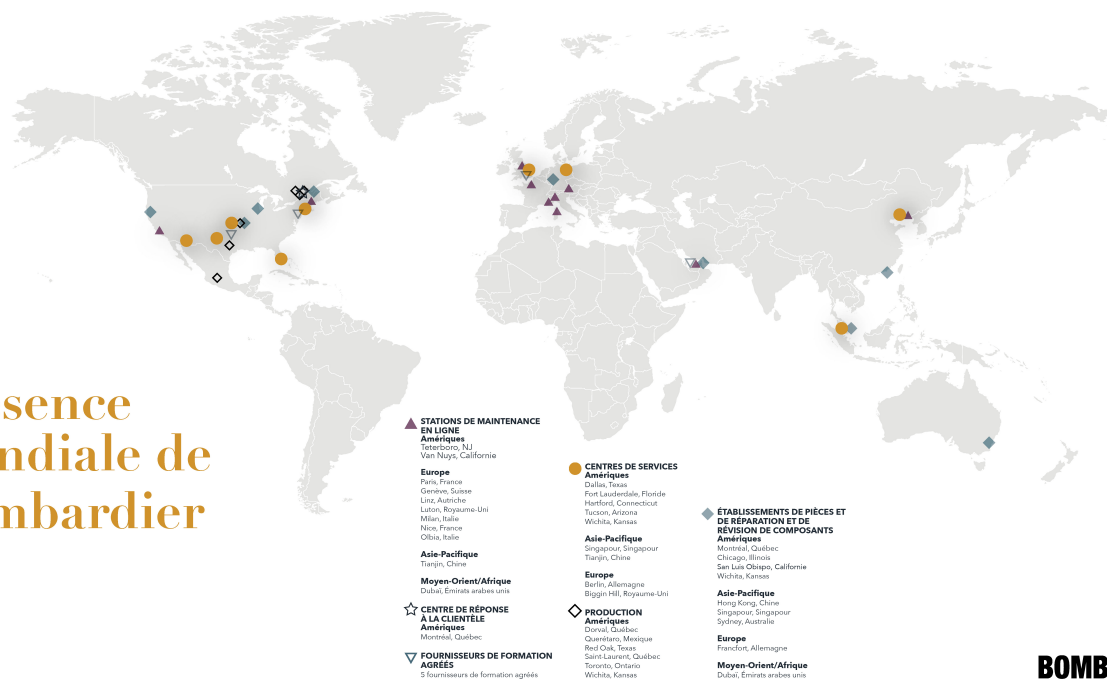 sence
ndiale de
mbardier
STATIONS DE MAINTENANCE
EN LIGNE
Amériques
Teterboro, NJ
Van Nuys, Californie
Europe
Paris, France
Genève, Suisse
Linz, Autriche
Luton, Royaume-Uni
Milan, Italie
Nice, France
Olbia, Italie
Asie-Pacifique
Tianjin, Chine
Moyen-Orient/Afrique
Dubaï, Émirats arabes unis
CENTRE DE RÉPONSE
À LA CLIENTÈLE
Amériques
Montréal, Québec
FOURNISSEURS DE FORMATION
AGRÉÉS
5 fournisseurs de formation agréés
CENTRES DE SERVICES
Amériques
Dallas, Texas
Fort Lauderdale, Floride
Hartford, Connecticut
Tucson, Arizona
Wichita, Kansas
Asie-Pacifique
Singapour, Singapour
Tianjin, Chine
Europe
Berlin, Allemagne
Biggin Hill, Royaume-Uni
PRODUCTION
Amériques
Dorval, Québec
Querétaro, Mexique
Red Oak, Texas
Saint-Laurent, Québec
Toronto, Ontario
Wichita, Kansas
ÉTABLISSEMENTS DE PIÈCES ET
DE RÉPARATION ET DE
RÉVISION DE COMPOSANTS
Amériques
Montréal, Québec
Chicago, Illinois
San Luis Obispo, Californie
Wichita, Kansas
Asie-Pacifique
Hong Kong, Chine
Singapour, Singapour
Sydney, Australie
Europe
Francfort, Allemagne
Moyen-Orient/Afrique
Dubaï, Émirats arabes unis
BOMB